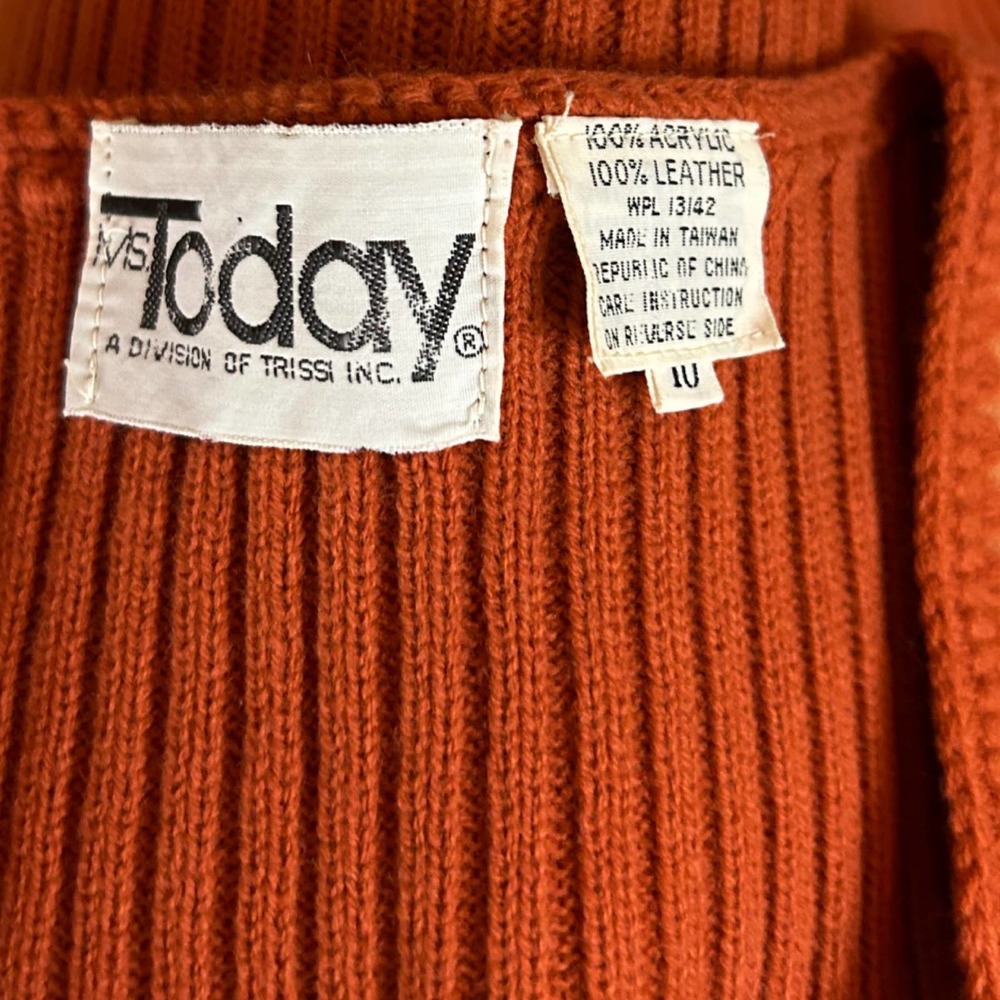 Ms. Today®
A DIVISION OF TRISSI INC.
100% ACRYLIC
100% LEATHER
WPL 13142
MADE IN TAIWAN
REPUBLIC OF CHINA
CARE INSTRUCTION
ON REVERSE SIDE
10